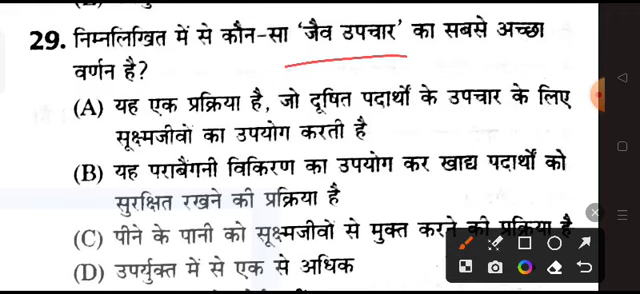 29. निम्नलिखित में से कौन-सा 'जैव उपचार' का सबसे अच्छा
वर्णन है?
(A) यह एक प्रक्रिया है, जो दूषित पदार्थों के उपचार के लिए
सूक्ष्मजीवों का उपयोग करती है
(B) यह पराबैंगनी विकिरण का उपयोग कर खाद्य पदार्थों को
सुरक्षित रखने की प्रक्रिया है
(C) पीने के पानी को सूक्ष्मजीवों से मुक्त करने की प्रक्रिया है
(D) उपर्युक्त में से एक से अधिक